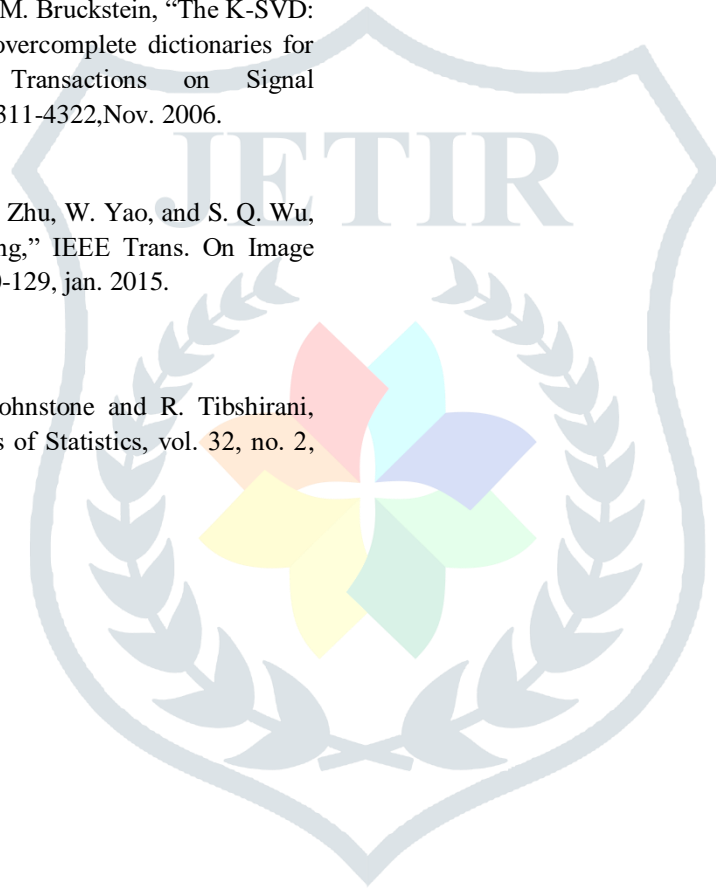 M. Bruckstein, “The K-SVD:
overcomplete dictionaries for
Transactions on Signal
311-4322,Nov. 2006.
JETIR
Zhu, W. Yao, and S. Q. Wu,
ng,” IEEE Trans. On Image
-129, jan. 2015.
ohnstone and R. Tibshirani,
s of Statistics, vol. 32, no. 2,